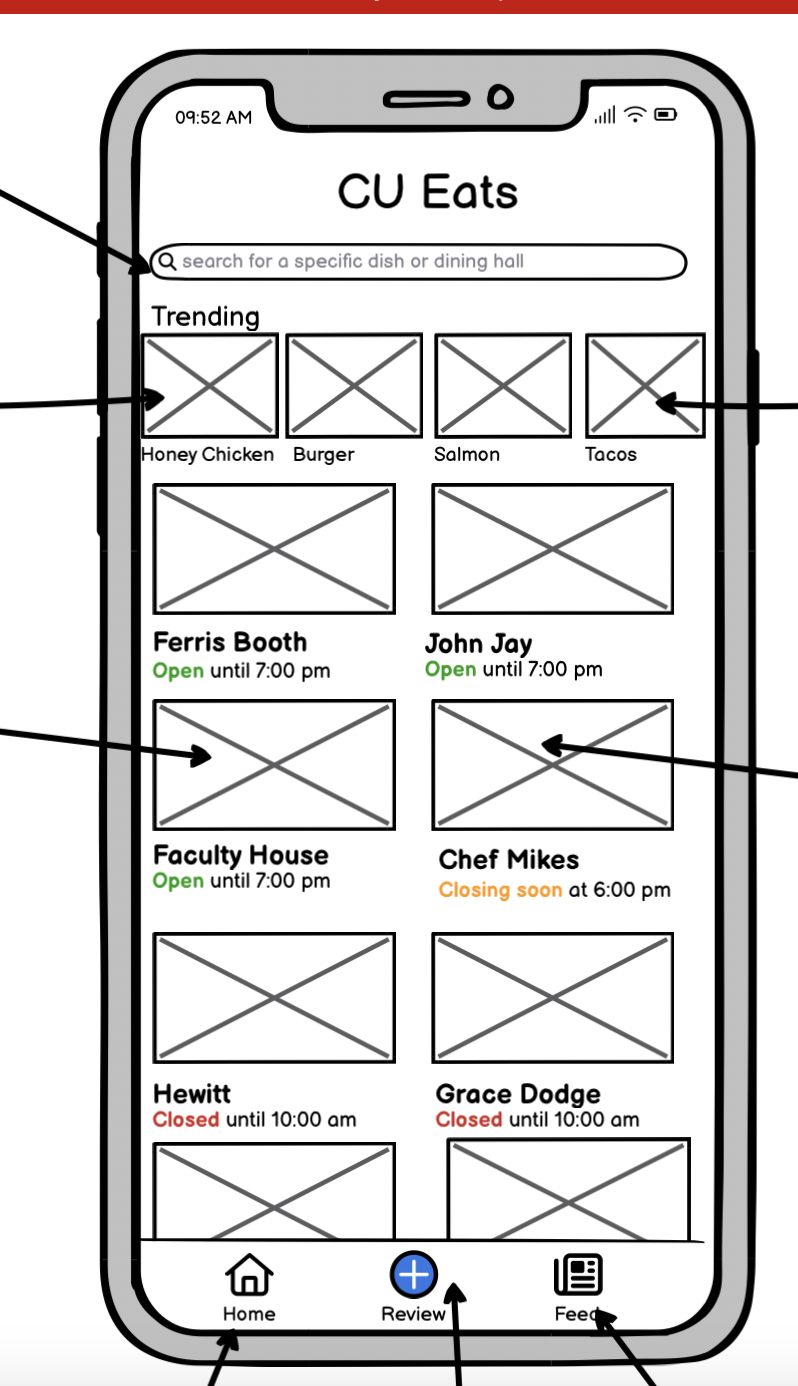 09:52 AM
CU Eats
search for a specific dish or dining hall
Trending
Honey Chicken Burger Salmon Tacos
Ferris Booth John Jay
Open until 7:00 pm Open until 7:00 pm
Faculty House Chef Mikes
Open until 7:00 pm Closing soon at 6:00 pm
Hewitt Grace Dodge
Closed until 10:00 am Closed until 10:00 am
Home Review Feed